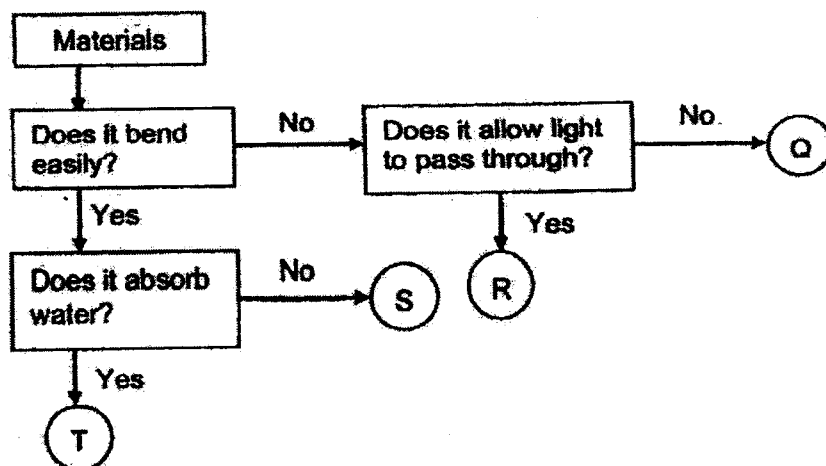 Materials
Does it bend
easily?
No
Does it allow light
to pass through?
No
Q
Yes
Yes
Does it absorb
water?
No
S
R
Yes
T